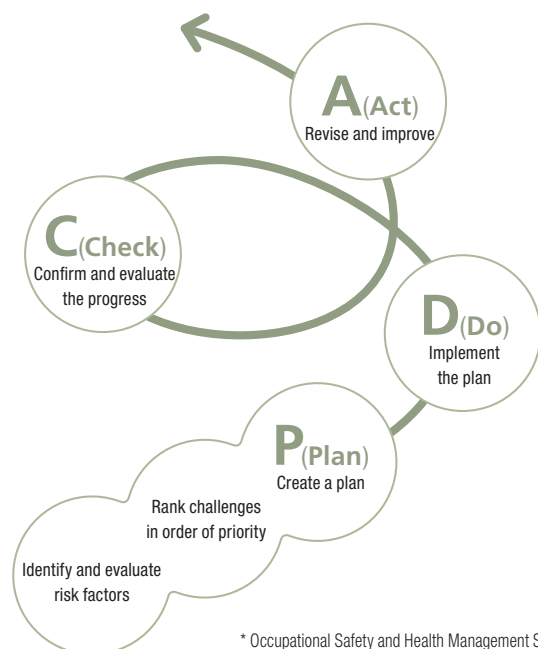 A (Act)
Revise and improve
C (Check)
Confirm and evaluate
the progress
D (Do)
Implement
the plan
P (Plan)
Create a plan
Rank challenges
in order of priority
Identify and evaluate
risk factors
* Occupational Safety and Health Management S